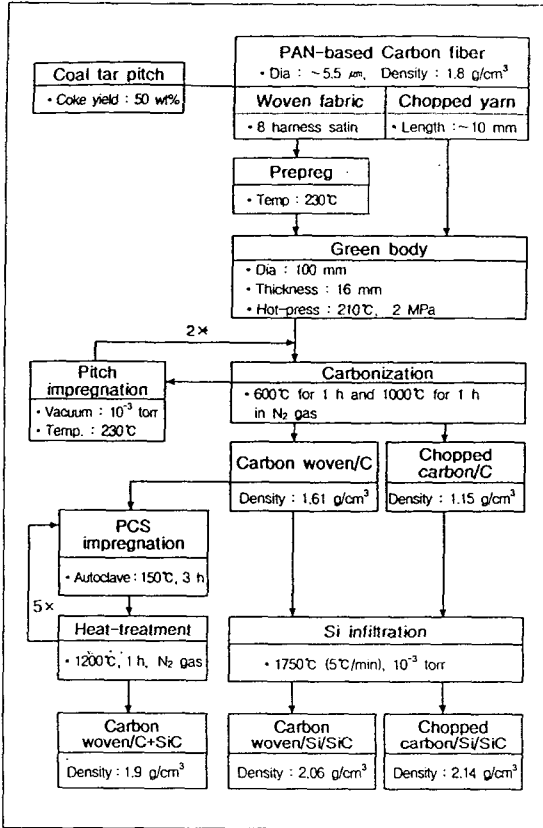 PAN-based Carbon fiber
• Dia : ~5.5 ㎛, Density : 1.8 g/cm³
Coal tar pitch
• Coke yield : 50 wt%
Woven fabric
• 8 harness satin
Chopped yarn
• Length : ~10 mm
Prepreg
• Temp : 230℃
Green body
• Dia : 100 mm
• Thickness : 16 mm
• Hot-press : 210℃, 2 MPa
2×
Pitch
impregnation
• Vacuum : 10⁻³ torr
• Temp. : 230℃
Carbonization
• 600℃ for 1 h and 1000℃ for 1 h
in N₂ gas
Carbon woven/C
Density : 1.61 g/cm³
Chopped
carbon/C
Density : 1.15 g/cm³
PCS
impregnation
• Autoclave : 150℃, 3 h
5×
Heat-treatment
• 1200℃, 1 h, N₂ gas
Si infiltration
• 1750℃ (5℃/min), 10⁻³ torr
Carbon
woven/C+SiC
Density : 1.9 g/cm³
Carbon
woven/Si/SiC
Density : 2.06 g/cm³
Chopped
carbon/Si/SiC
Density : 2.14 g/cm³